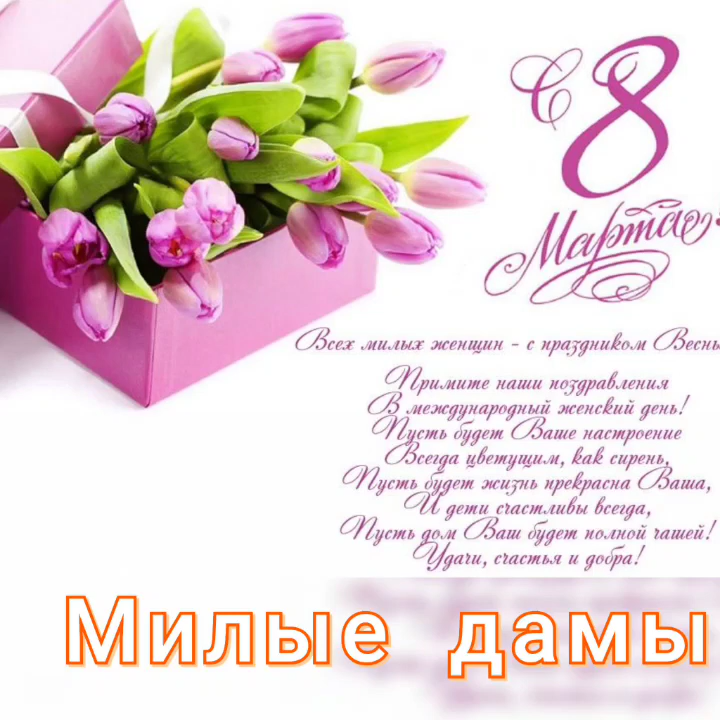 С 8
Марта!
Всех милых женщин - с праздником Весны
Примите наши поздравления
В международный женский день!
Пусть будет Ваше настроение
Всегда цветущим, как сирень,
Пусть будет жизнь прекрасна Ваша,
И дети счастливы всегда,
Пусть дом Ваш будет полной чашей!
Удачи, счастья и добра!
Милые дамы